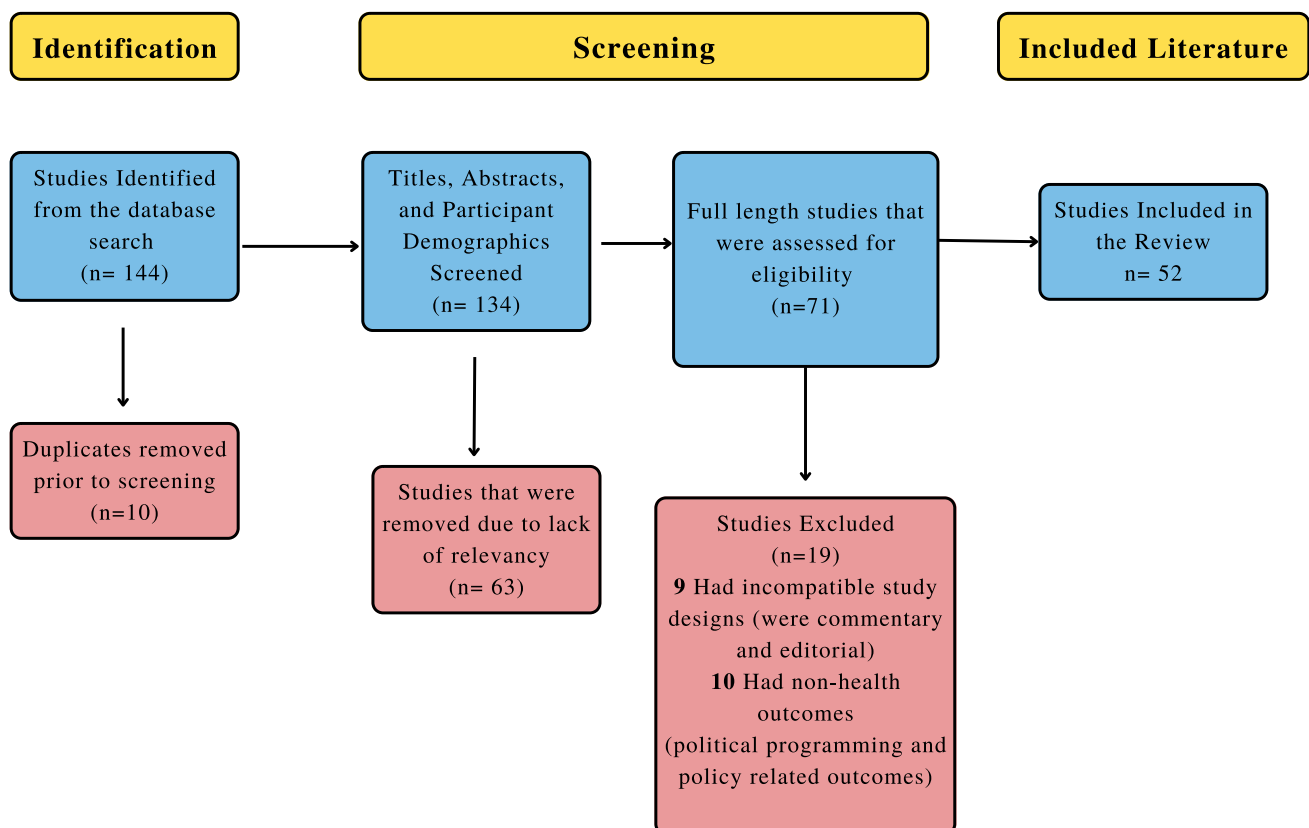 Identification
Screening
Included Literature
Studies Identified
from the database
search
(n= 144)
Titles, Abstracts,
and Participant
Demographics
Screened
(n= 134)
Full length studies that
were assessed for
eligibility
(n=71)
Studies Included in
the Review
n= 52
Duplicates removed
prior to screening
(n=10)
Studies that were
removed due to lack
of relevancy
(n= 63)
Studies Excluded
(n=19)
9 Had incompatible study
designs (were commentary
and editorial)
10 Had non-health
outcomes
(political programming and
policy related outcomes)